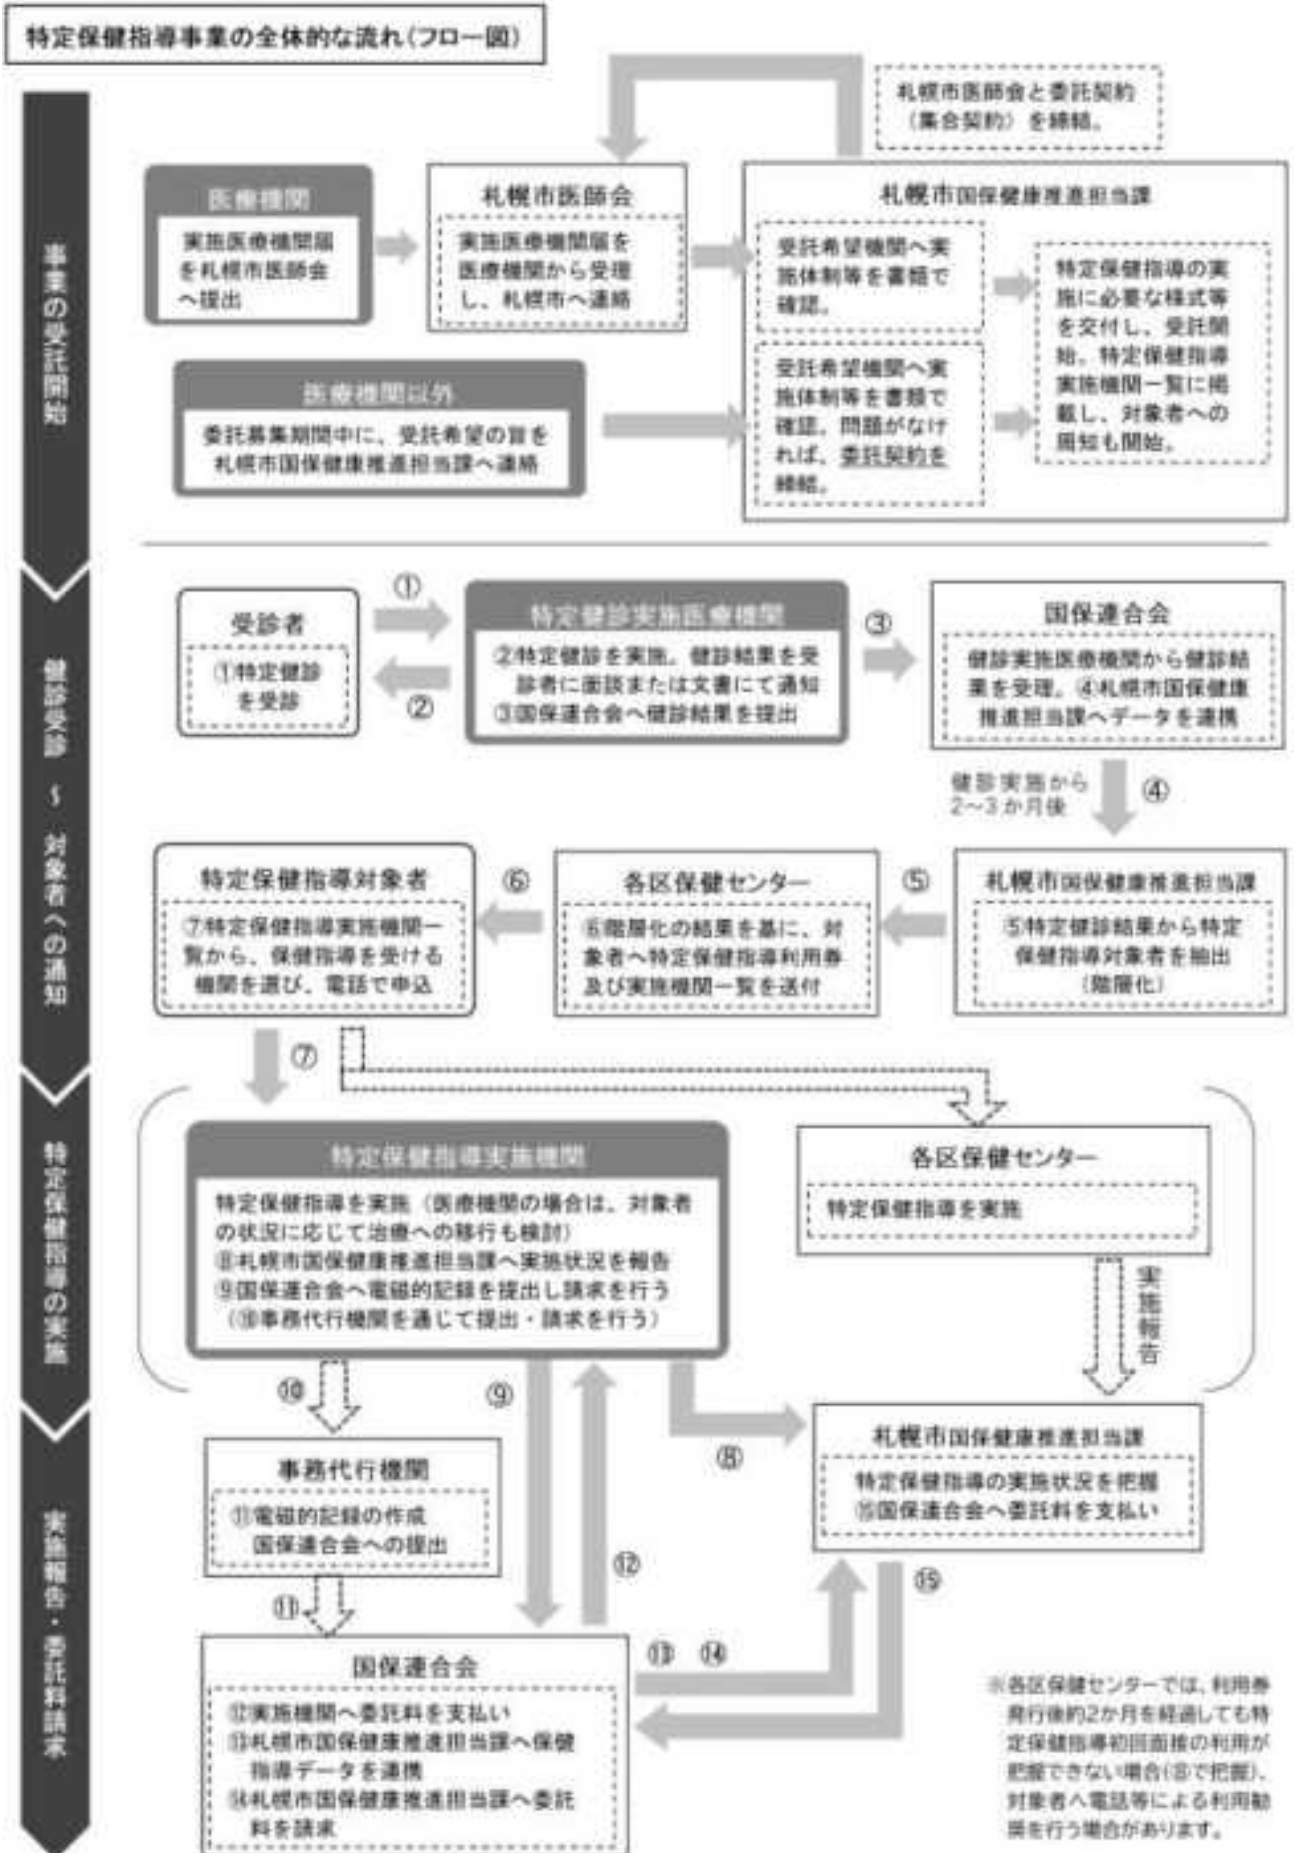 特定保健指導事業の全体的な流れ(フロー図)
事業の受託開始
札幌市医師会と委託契約
（集合契約）を締結。
医療機関
実施医療機関届
を札幌市医師会
へ提出
札幌市医師会
実施医療機関届を
医療機関から受理
し、札幌市へ連絡
札幌市国保健康推進担当課
受託希望機関へ実
施体制等を書類で
確認。
特定保健指導の実
施に必要な様式等
を交付し、受託開
始。特定保健指導
実施機関一覧に掲
載し、対象者への
周知も開始。
医療機関以外
委託募集期間中に、受託希望の旨を
札幌市国保健康推進担当課へ連絡
受託希望機関へ実
施体制等を書類で
確認。問題がなけ
れば、委託契約を
締結。
健診受診 ～ 対象者への通知
受診者
①特定健診
を受診
①
②
特定健診実施医療機関
②特定健診を実施。健診結果を受
診者に面談または文書にて通知
③国保連合会へ健診結果を提出
③
国保連合会
健診実施医療機関から健診結
果を受理。④札幌市国保健康
推進担当課へデータを連携
健診実施から
2～3か月後
④
札幌市国保健康推進担当課
⑤特定健診結果から特定
保健指導対象者を抽出
（階層化）
⑤
各区保健センター
⑥階層化の結果を基に、対
象者へ特定保健指導利用券
及び実施機関一覧を送付
⑥
特定保健指導対象者
⑦特定保健指導実施機関一
覧から、保健指導を受ける
機関を選び、電話で申込
⑦
特定保健指導の実施
特定保健指導実施機関
特定保健指導を実施（医療機関の場合は、対象者
の状況に応じて治療への移行も検討）
⑧札幌市国保健康推進担当課へ実施状況を報告
⑨国保連合会へ電磁的記録を提出し請求を行う
（⑩事務代行機関を通じて提出・請求を行う）
各区保健センター
特定保健指導を実施
実施報告
実施報告・委託料請求
⑩
⑨
⑧
事務代行機関
⑪電磁的記録の作成
国保連合会への提出
⑪
⑫
札幌市国保健康推進担当課
特定保健指導の実施状況を把握
⑮国保連合会へ委託料を支払い
⑮
国保連合会
⑫実施機関へ委託料を支払い
⑬札幌市国保健康推進担当課へ保健
指導データを連携
⑭札幌市国保健康推進担当課へ委託
料を請求
⑬ ⑭
※各区保健センターでは、利用券
発行後約2か月を経過しても特
定保健指導初回面接の利用が
把握できない場合(⑧で把握)、
対象者へ電話等による利用勧
奨を行う場合があります。